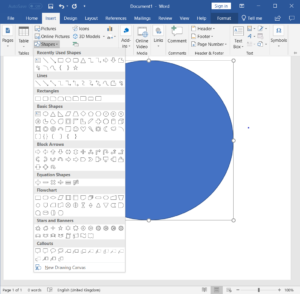 Document1 - Word
Sign in
File Home Insert Design Layout References Mailings Review View Help Format Tell me
Pages
Tables
Pictures
Online Pictures
Shapes
Icons
3D Models
Add-ins
Online Video
Links
Comment
Header
Footer
Page Number
Text
Symbols
Media
Comments
Header & Footer
Text
Recently Used Shapes
Lines
Rectangles
Basic Shapes
Block Arrows
Equation Shapes
Flowchart
Stars and Banners
Callouts
New Drawing Canvas
Page 1 of 1 0 words English (United Kingdom) 100%